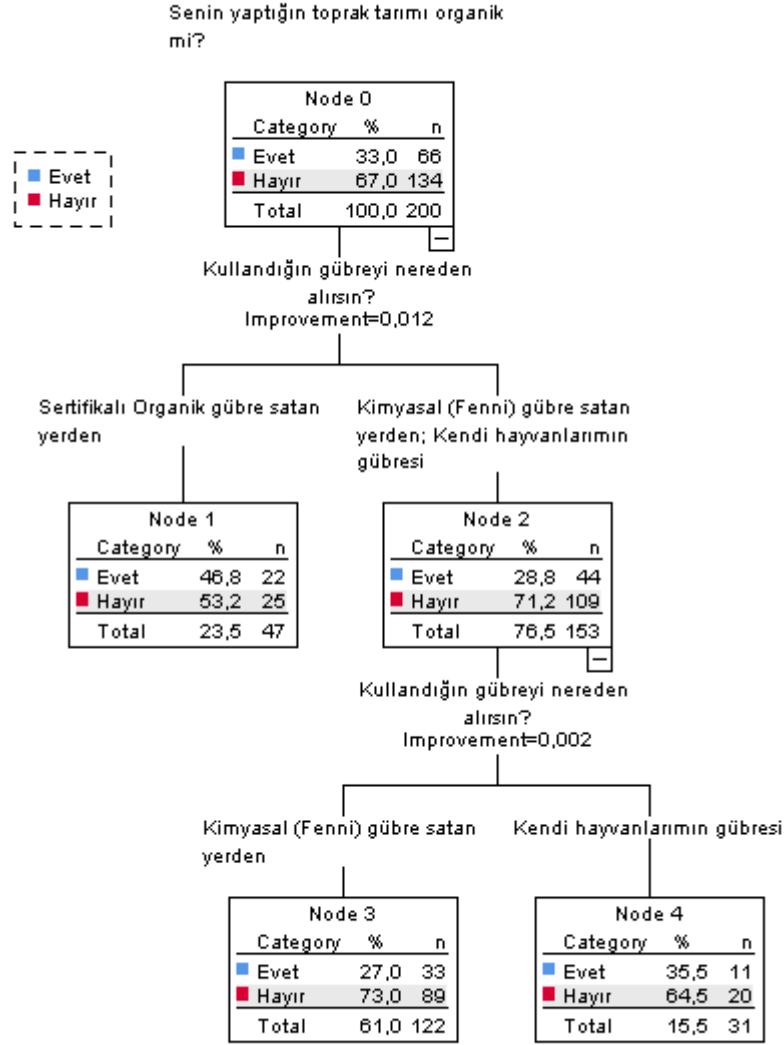 Senin yaptığın toprak tarımı organik
mi?
Node 0
Category % n
Evet 33,0 66
Hayır 67,0 134
Total 100,0 200
Evet
Hayır
Kullandığın gübreyi nereden
alırsın?
Improvement=0,012
Sertifikalı Organik gübre satan
yerden
Kimyasal (Fenni) gübre satan
yerden; Kendi hayvanlarımın
gübresi
Node 1
Category % n
Evet 46,8 22
Hayır 53,2 25
Total 23,5 47
Node 2
Category % n
Evet 28,8 44
Hayır 71,2 109
Total 76,5 153
Kullandığın gübreyi nereden
alırsın?
Improvement=0,002
Kimyasal (Fenni) gübre satan
yerden
Kendi hayvanlarımın gübresi
Node 3
Category % n
Evet 27,0 33
Hayır 73,0 89
Total 61,0 122
Node 4
Category % n
Evet 35,5 11
Hayır 64,5 20
Total 15,5 31